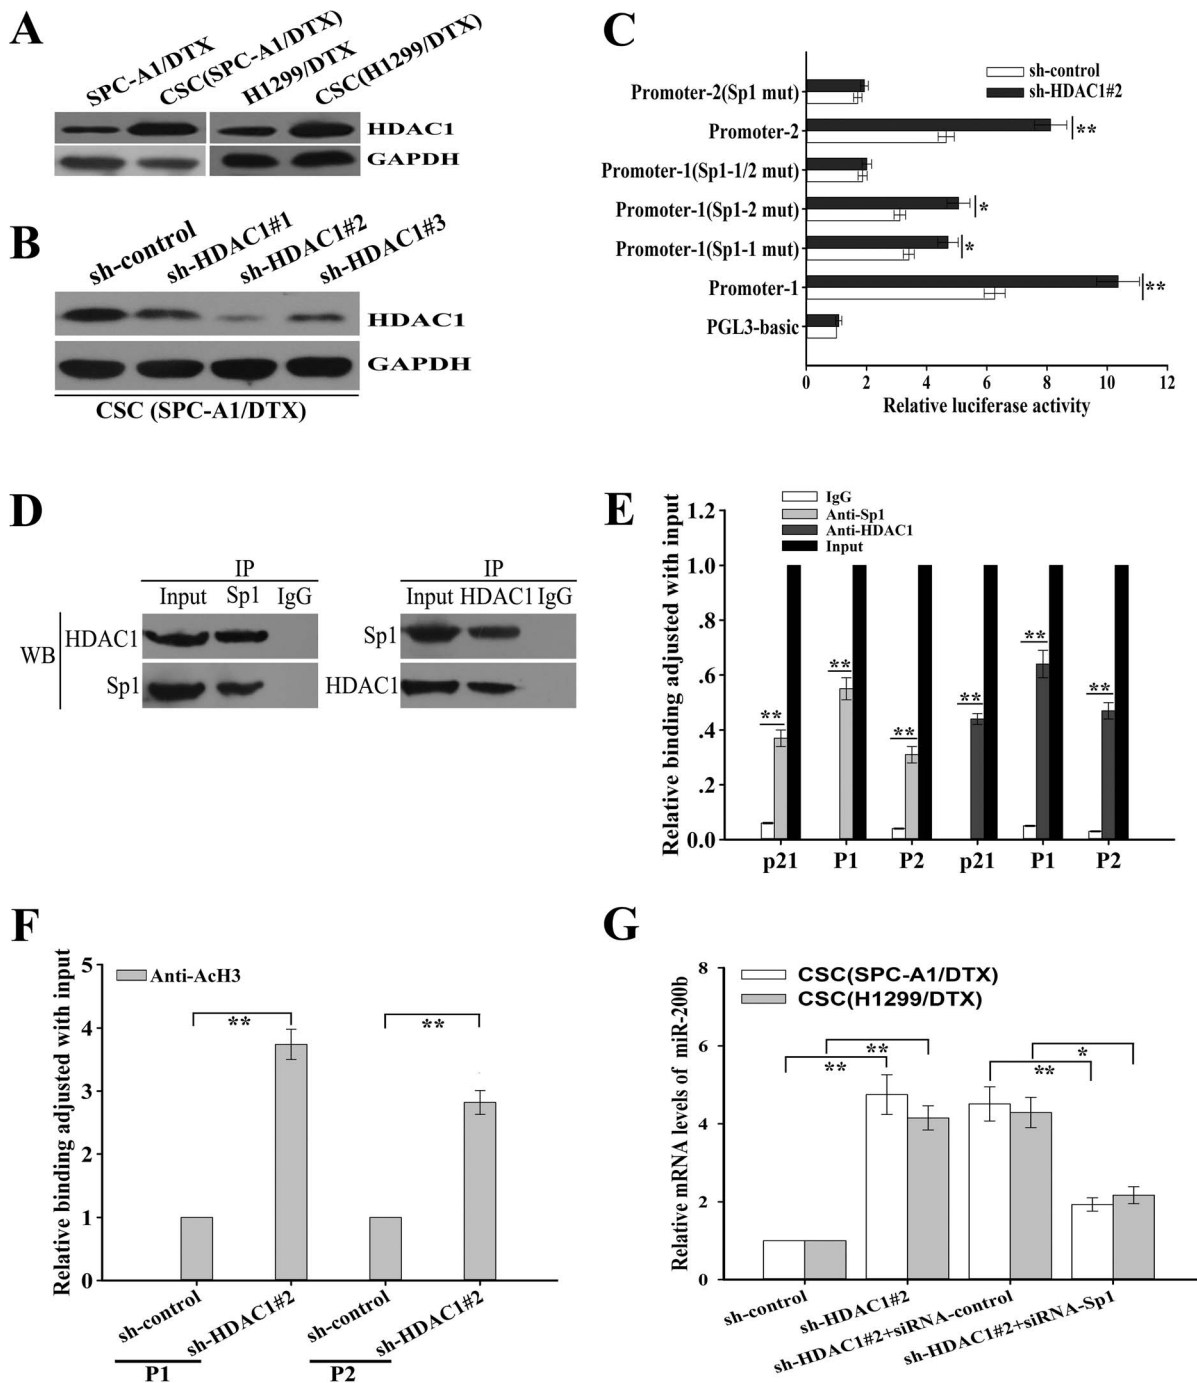 A
SPC-A1/DTX
CSC(SPC-A1/DTX)
H1299/DTX
CSC(H1299/DTX)
HDAC1
GAPDH
B
sh-control
sh-HDAC1#1
sh-HDAC1#2
sh-HDAC1#3
HDAC1
GAPDH
CSC (SPC-A1/DTX)
C
sh-control
sh-HDAC1#2
Promoter-2(Sp1 mut)
Promoter-2
**
Promoter-1(Sp1-1/2 mut)
Promoter-1(Sp1-2 mut)
*
Promoter-1(Sp1-1 mut)
*
Promoter-1
**
PGL3-basic
0 2 4 6 8 10 12
Relative luciferase activity
D
IP
Input Sp1 IgG
WB
HDAC1
Sp1
IP
Input HDAC1 IgG
Sp1
HDAC1
E
IgG
Anti-Sp1
Anti-HDAC1
Input
Relative binding adjusted with input
1.2
1.0
.8
.6
.4
.2
0.0
** ** ** ** ** **
p21 P1 P2 p21 P1 P2
F
Relative binding adjusted with input
Anti-AcH3
5
4
3
2
1
0
** **
sh-control
sh-HDAC1#2
sh-control
sh-HDAC1#2
P1 P2
G
Relative mRNA levels of miR-200b
CSC(SPC-A1/DTX)
CSC(H1299/DTX)
8
6
4
2
0
** ** ** *
sh-control
sh-HDAC1#2
sh-HDAC1#2+siRNA-control
sh-HDAC1#2+siRNA-Sp1